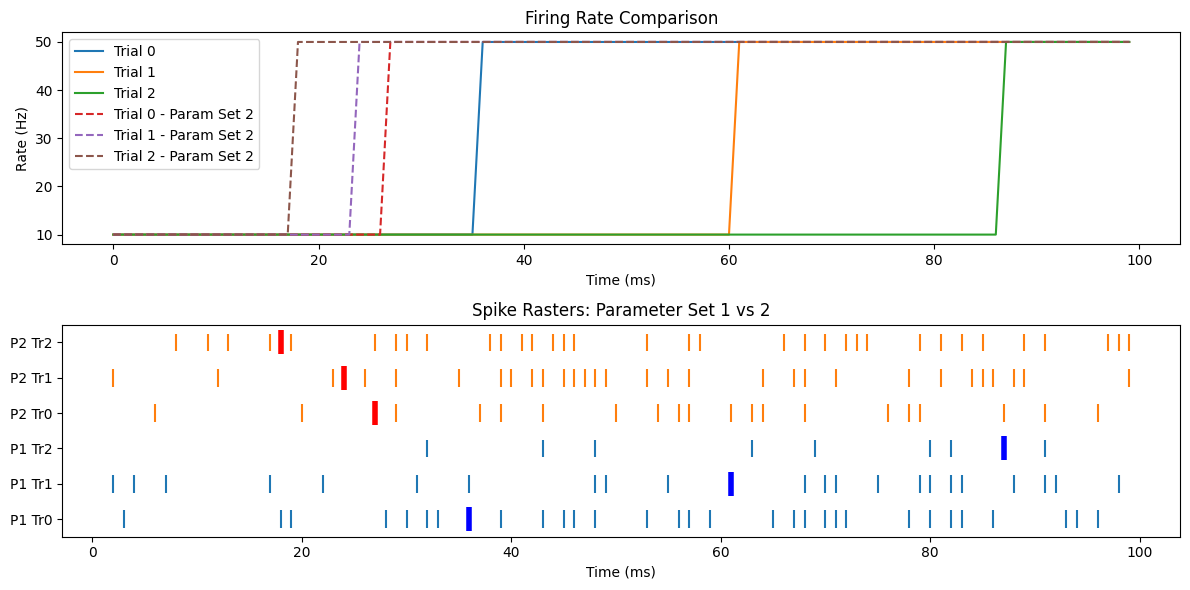 Firing Rate Comparison
Rate (Hz)
50
40
30
20
10
Trial 0
Trial 1
Trial 2
Trial 0 - Param Set 2
Trial 1 - Param Set 2
Trial 2 - Param Set 2
0 20 40 60 80 100
Time (ms)
Spike Rasters: Parameter Set 1 vs 2
P2 Tr2
P2 Tr1
P2 Tr0
P1 Tr2
P1 Tr1
P1 Tr0
0 20 40 60 80 100
Time (ms)